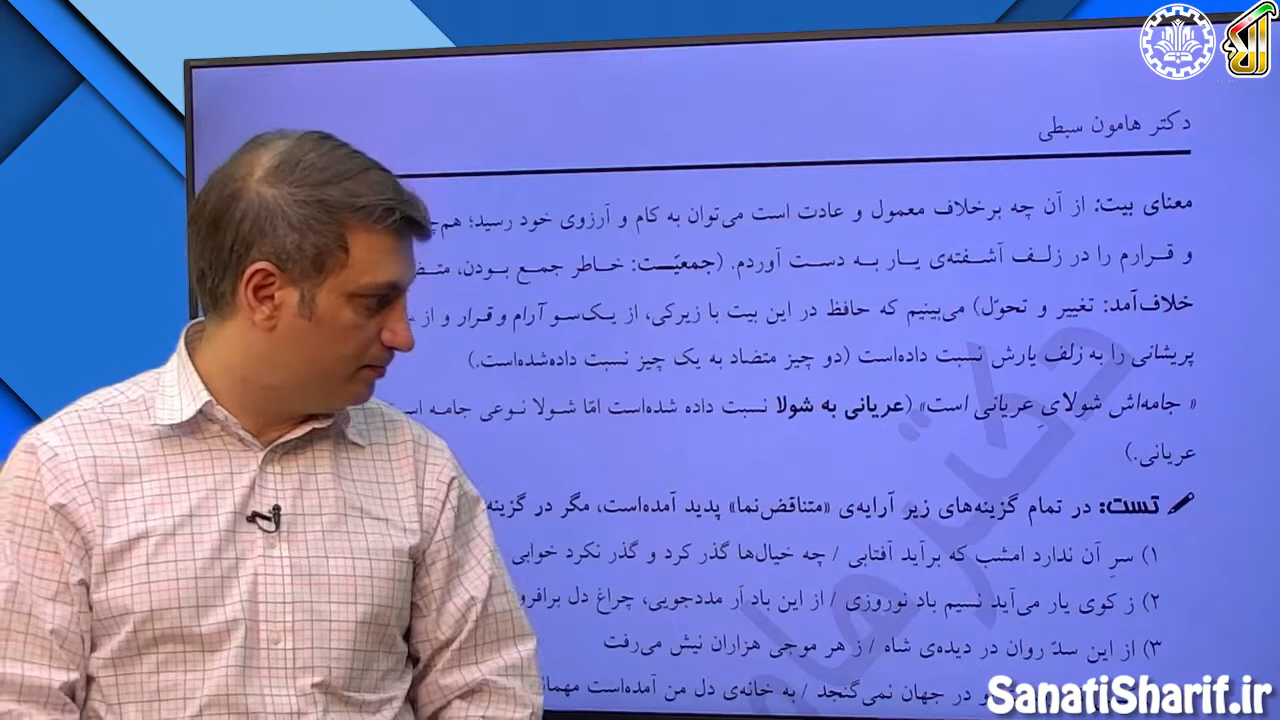 دکتر هامون سبطی
معنای بیت: از آن چه برخلاف معمول و عادت است می‌توان به کام و آرزوی خود رسید؛ هم‌چ
و قرارم را در زلف آشفته‌ی یار به دست آوردم. (جمعیّت: خاطر جمع بودن،
خلاف‌آمد: تغییر و تحوّل) می‌بینیم که حافظ در این بیت با زیرکی، از یک‌سو آرام و قرار و از
پریشانی را به زلف یارش نسبت داده‌است (دو چیز متضاد به یک چیز نسبت داده‌شده‌است.)
« جامه‌اش شولایِ عریانی است» (عریانی به شولا نسبت داده شده‌است امّا شولا نوعی جامه
عریانی.)
تست: در تمام گزینه‌های زیر آرایه‌ی «متناقض‌نما» پدید آمده‌است، مگر در
۱) سرِ آن ندارد امشب که برآید آفتابی / چه خیال‌ها گذر کرد و گذر نکرد خوابی
۲) ز کوی یار می‌آید نسیم باد نوروزی / از این باد اَر مددجویی، چراغ دل
۳) از این سدّ روان در دیده‌ی شاه / ز هر موجی هزاران نیش می‌رفت
و در جهان نمی‌گنجد / به خانه‌ی دل من آمده‌است
دکتر
SanatiSharif.ir